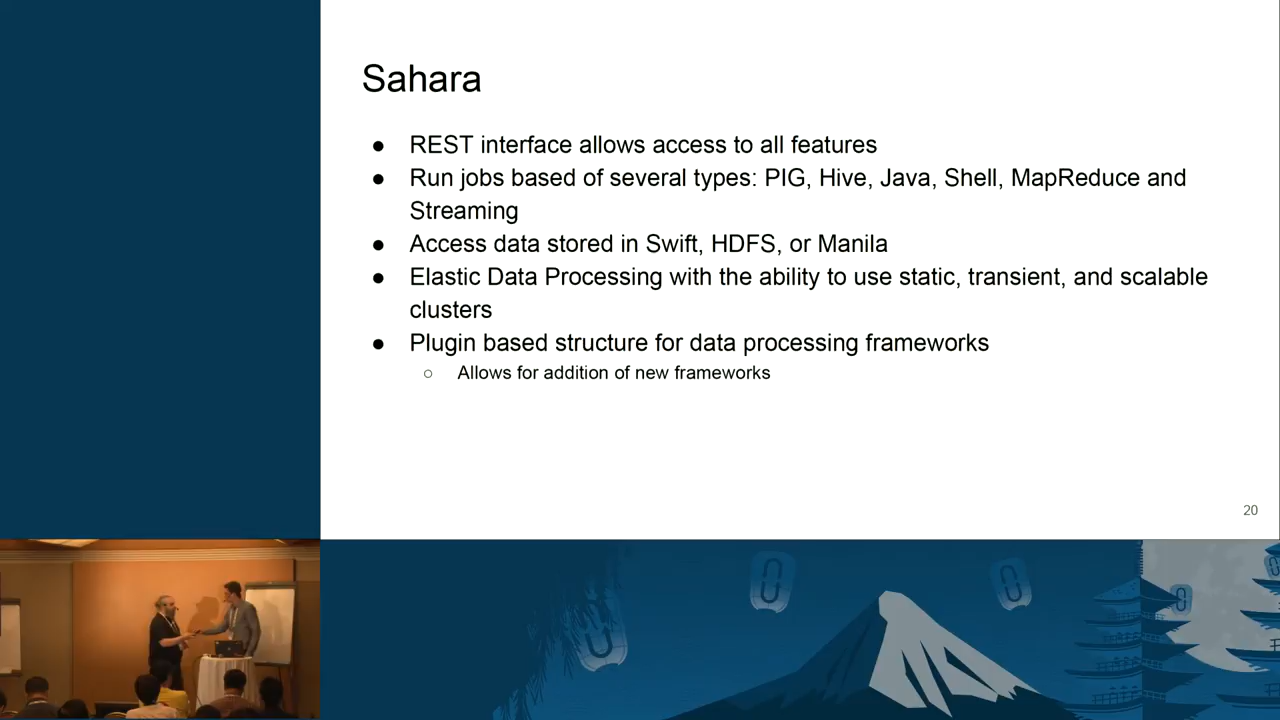 Sahara
● REST interface allows access to all features
● Run jobs based of several types: PIG, Hive, Java, Shell, MapReduce and
Streaming
● Access data stored in Swift, HDFS, or Manila
● Elastic Data Processing with the ability to use static, transient, and scalable
clusters
● Plugin based structure for data processing frameworks
○ Allows for addition of new frameworks
20